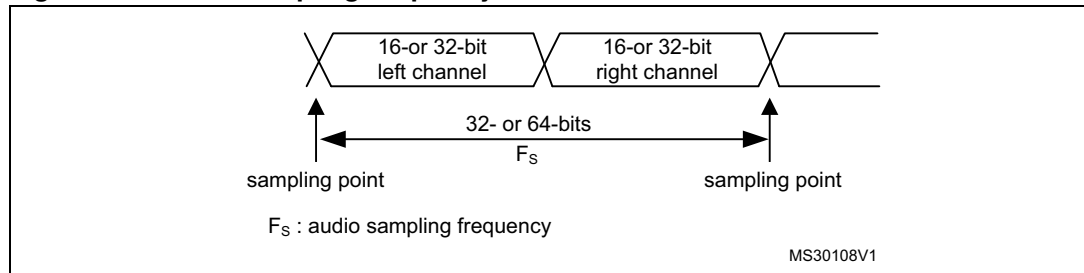 16-or 32-bit
left channel
16-or 32-bit
right channel
32- or 64-bits
FS
sampling point
sampling point
FS : audio sampling frequency
MS30108V1